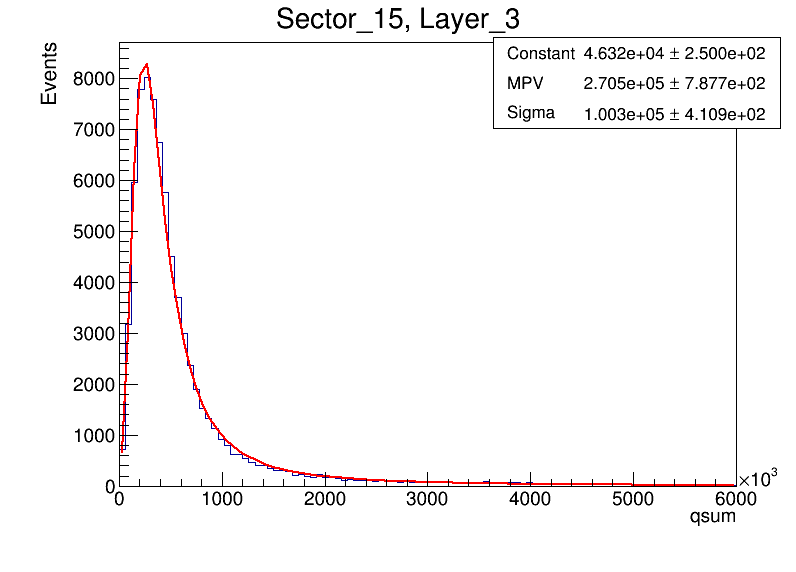 Sector_15, Layer_3
Constant 4.632e+04 ± 2.500e+02
MPV 2.705e+05 ± 7.877e+02
Sigma 1.003e+05 ± 4.109e+02
Events
8000
7000
6000
5000
4000
3000
2000
1000
0
0 1000 2000 3000 4000 5000 6000
×10³
qsum